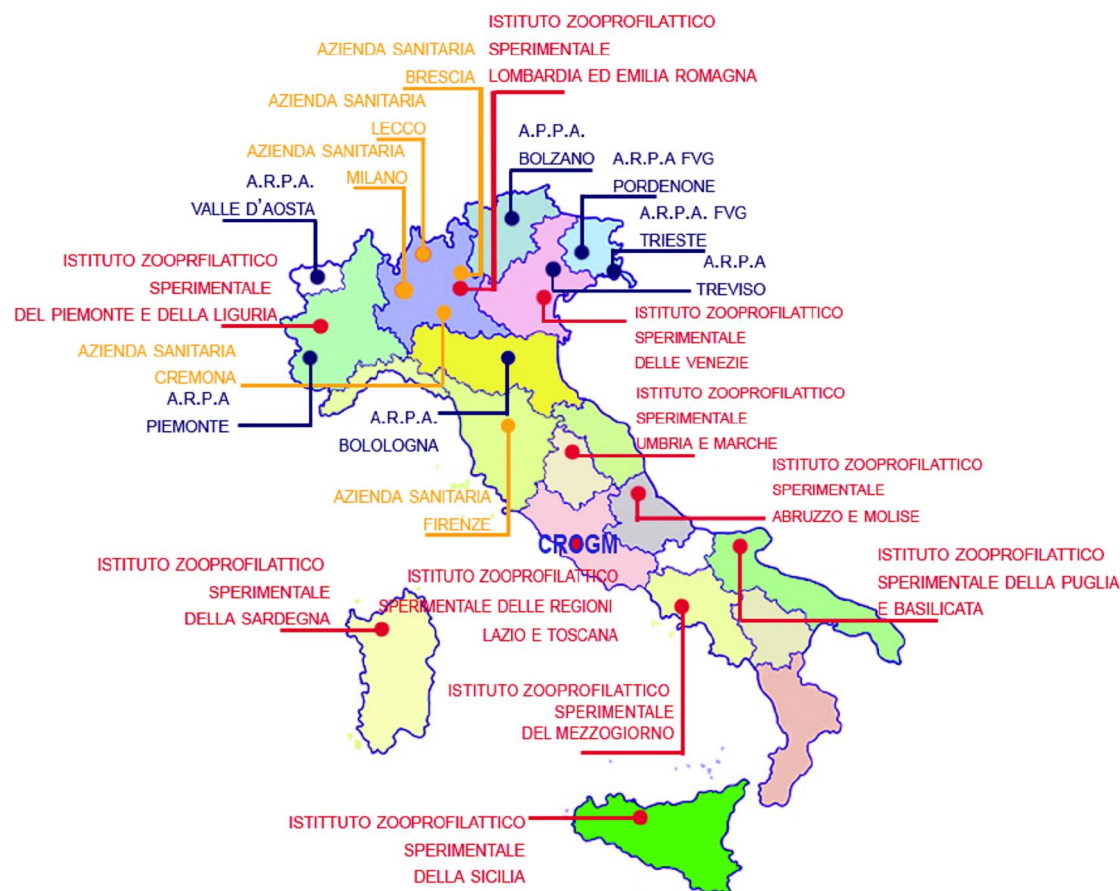 ISTITUTO ZOOPROFILATTICO
SPERIMENTALE
LOMBARDIA ED EMILIA ROMAGNA
AZIENDA SANITARIA
BRESCIA
AZIENDA SANITARIA
LECCO
AZIENDA SANITARIA
MILANO
A.P.P.A.
BOLZANO
A.R.P.A FVG
PORDENONE
A.R.P.A. FVG
TRIESTE
A.R.P.A
TREVISO
A.R.P.A.
VALLE D'AOSTA
ISTITUTO ZOOPRFILATTICO
SPERIMENTALE
DEL PIEMONTE E DELLA LIGURIA
ISTITUTO ZOOPROFILATTICO
SPERIMENTALE
DELLE VENEZIE
AZIENDA SANITARIA
CREMONA
A.R.P.A
PIEMONTE
A.R.P.A.
BOLOLOGNA
ISTITUTO ZOOPROFILATTICO
SPERIMENTALE
UMBRIA E MARCHE
ISTITUTO ZOOPROFILATTICO
SPERIMENTALE
ABRUZZO E MOLISE
AZIENDA SANITARIA
FIRENZE
CROGM
ISTITUTO ZOOPROFILATTICO
SPERIMENTALE
DELLA SARDEGNA
ISTITUTO ZOOPROFILATTICO
SPERIMENTALE DELLE REGIONI
LAZIO E TOSCANA
ISTITUTO ZOOPROFILATTICO
SPERIMENTALE DELLA PUGLIA
E BASILICATA
ISTITUTO ZOOPROFILATTICO
SPERIMENTALE
DEL MEZZOGIORNO
ISTITTUTO ZOOPROFILATTICO
SPERIMENTALE
DELLA SICILIA